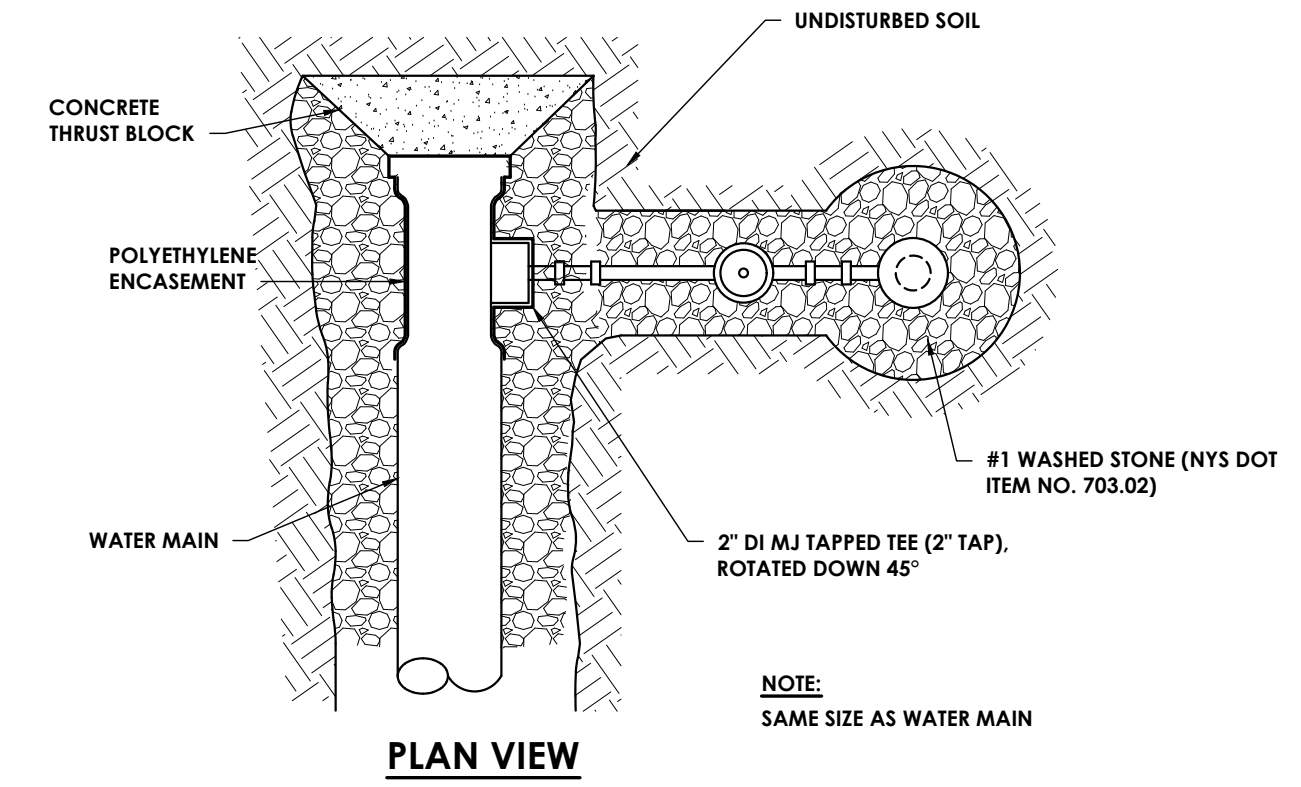 UNDISTURBED SOIL
CONCRETE
THRUST BLOCK
POLYETHYLENE
ENCASEMENT
#1 WASHED STONE (NYS DOT
ITEM NO. 703.02)
WATER MAIN
2" DI MJ TAPPED TEE (2" TAP),
ROTATED DOWN 45°
NOTE:
SAME SIZE AS WATER MAIN
PLAN VIEW